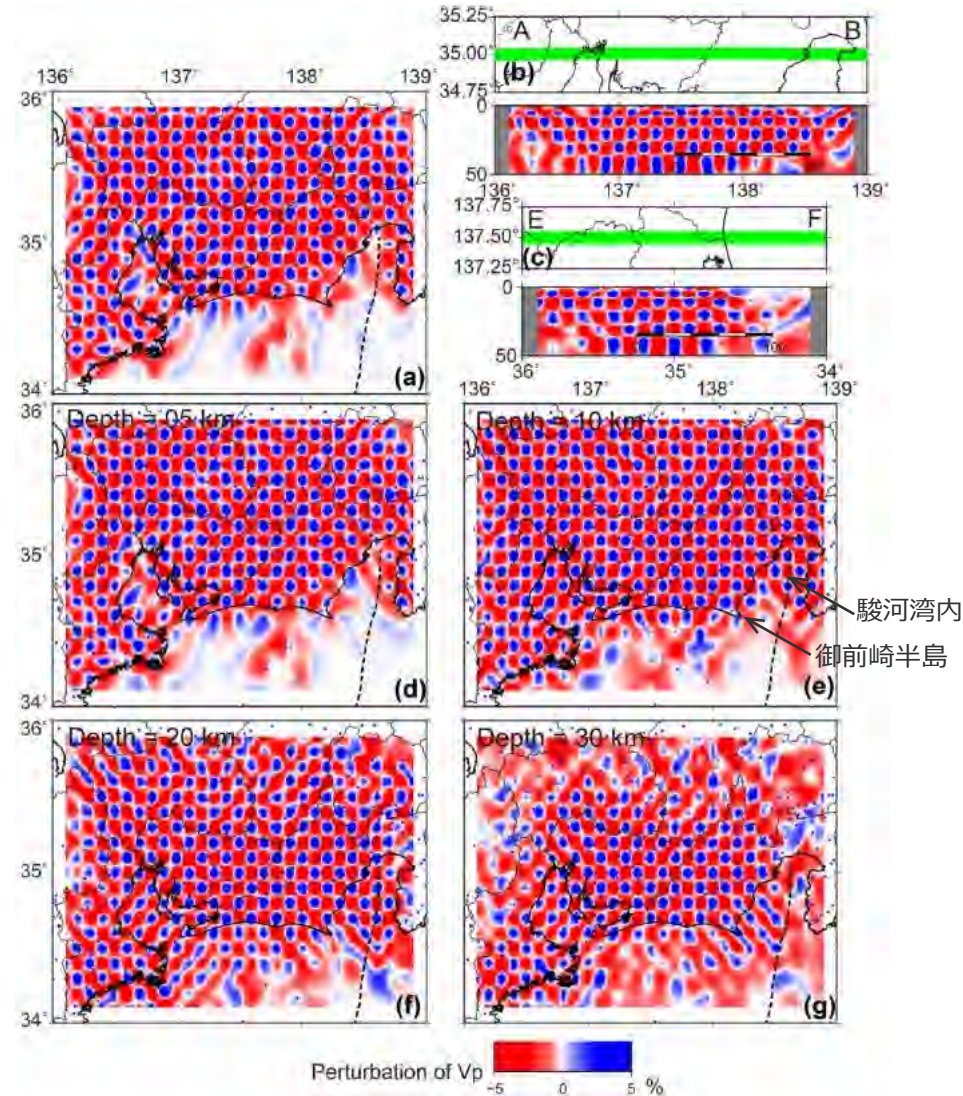 136° 137° 138° 139°
36°
35°
34°
(a)
35.25°
35.00°
34.75°
A B
(b)
0
50
136° 137° 138° 139°
137.75°
137.50°
137.25°
E F
(c)
0
50
36° 35 34
136° 137° 138° 139°
36°
35°
34°
Depth = 05 km
(d)
Depth = 10 km
(e)
駿河湾内
御前崎半島
36°
35°
34°
Depth = 20 km
(f)
Depth = 30 km
(g)
Perturbation of Vp
-5 0 5 %